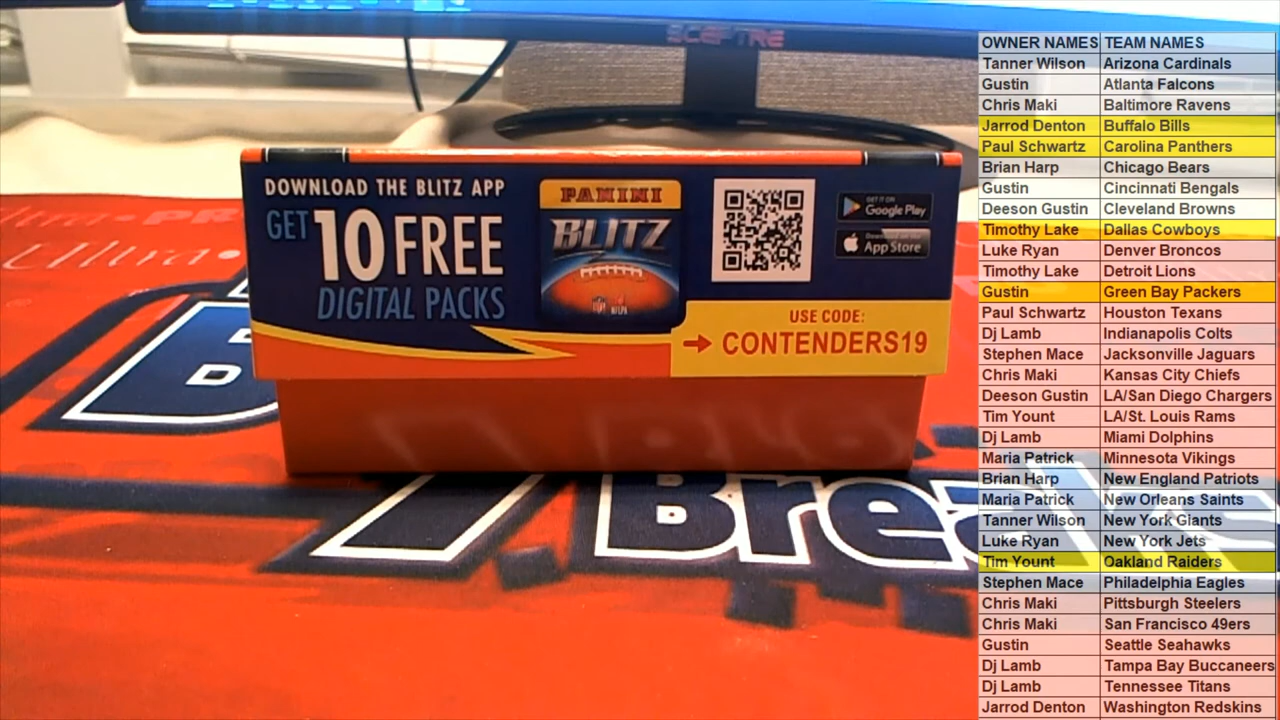 SCEPTRE
DOWNLOAD THE BLITZ APP
GET 10 FREE
DIGITAL PACKS
PANINI
BLITZ
GET IT ON
Google Play
Download on the
App Store
USE CODE:
CONTENDERS19
Ultra
D
B
Breaks
OWNER NAMES TEAM NAMES
Tanner Wilson Arizona Cardinals
Gustin Atlanta Falcons
Chris Maki Baltimore Ravens
Jarrod Denton Buffalo Bills
Paul Schwartz Carolina Panthers
Brian Harp Chicago Bears
Gustin Cincinnati Bengals
Deeson Gustin Cleveland Browns
Timothy Lake Dallas Cowboys
Luke Ryan Denver Broncos
Timothy Lake Detroit Lions
Gustin Green Bay Packers
Paul Schwartz Houston Texans
Dj Lamb Indianapolis Colts
Stephen Mace Jacksonville Jaguars
Chris Maki Kansas City Chiefs
Deeson Gustin LA/San Diego Chargers
Tim Yount LA/St. Louis Rams
Dj Lamb Miami Dolphins
Maria Patrick Minnesota Vikings
Brian Harp New England Patriots
Maria Patrick New Orleans Saints
Tanner Wilson New York Giants
Luke Ryan New York Jets
Tim Yount Oakland Raiders
Stephen Mace Philadelphia Eagles
Chris Maki Pittsburgh Steelers
Chris Maki San Francisco 49ers
Gustin Seattle Seahawks
Dj Lamb Tampa Bay Buccaneers
Dj Lamb Tennessee Titans
Jarrod Denton Washington Redskins